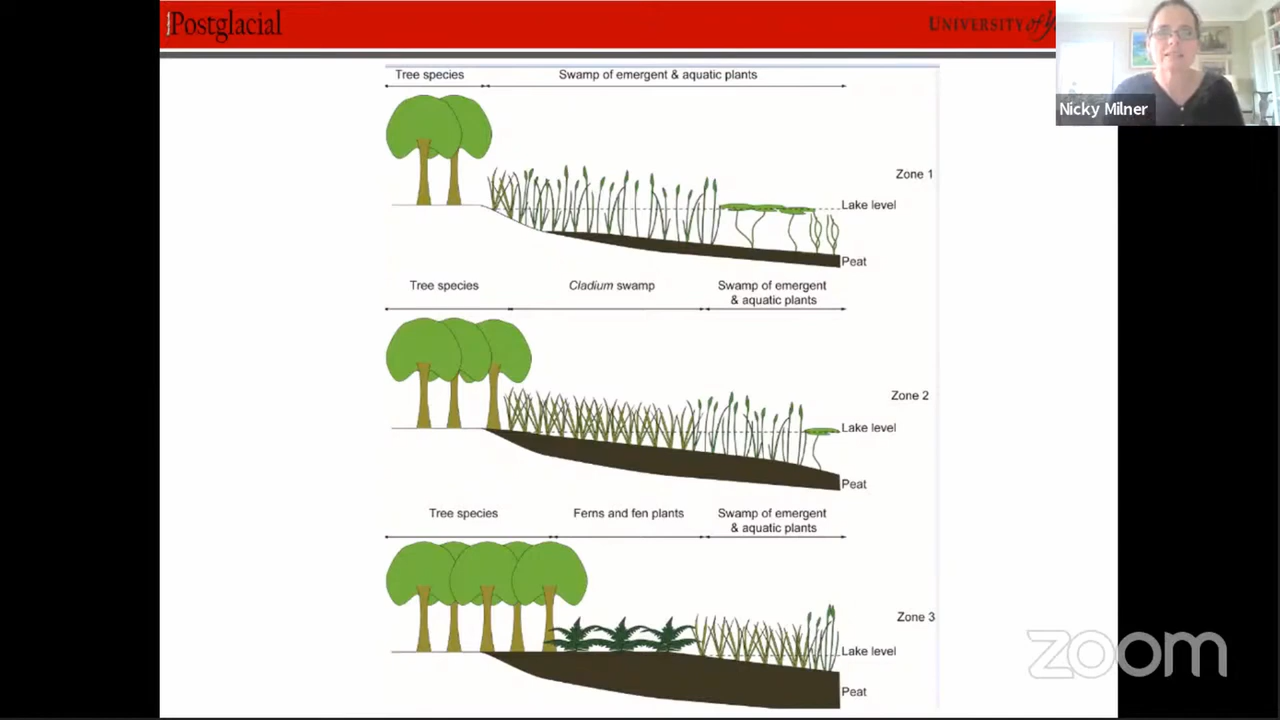 Postglacial
UNIVERSITY of
Nicky Milner
Tree species
Swamp of emergent & aquatic plants
Zone 1
Lake level
Peat
Tree species
Cladium swamp
Swamp of emergent
& aquatic plants
Zone 2
Lake level
Peat
Tree species
Ferns and fen plants
Swamp of emergent
& aquatic plants
Zone 3
Lake level
Peat
zoom